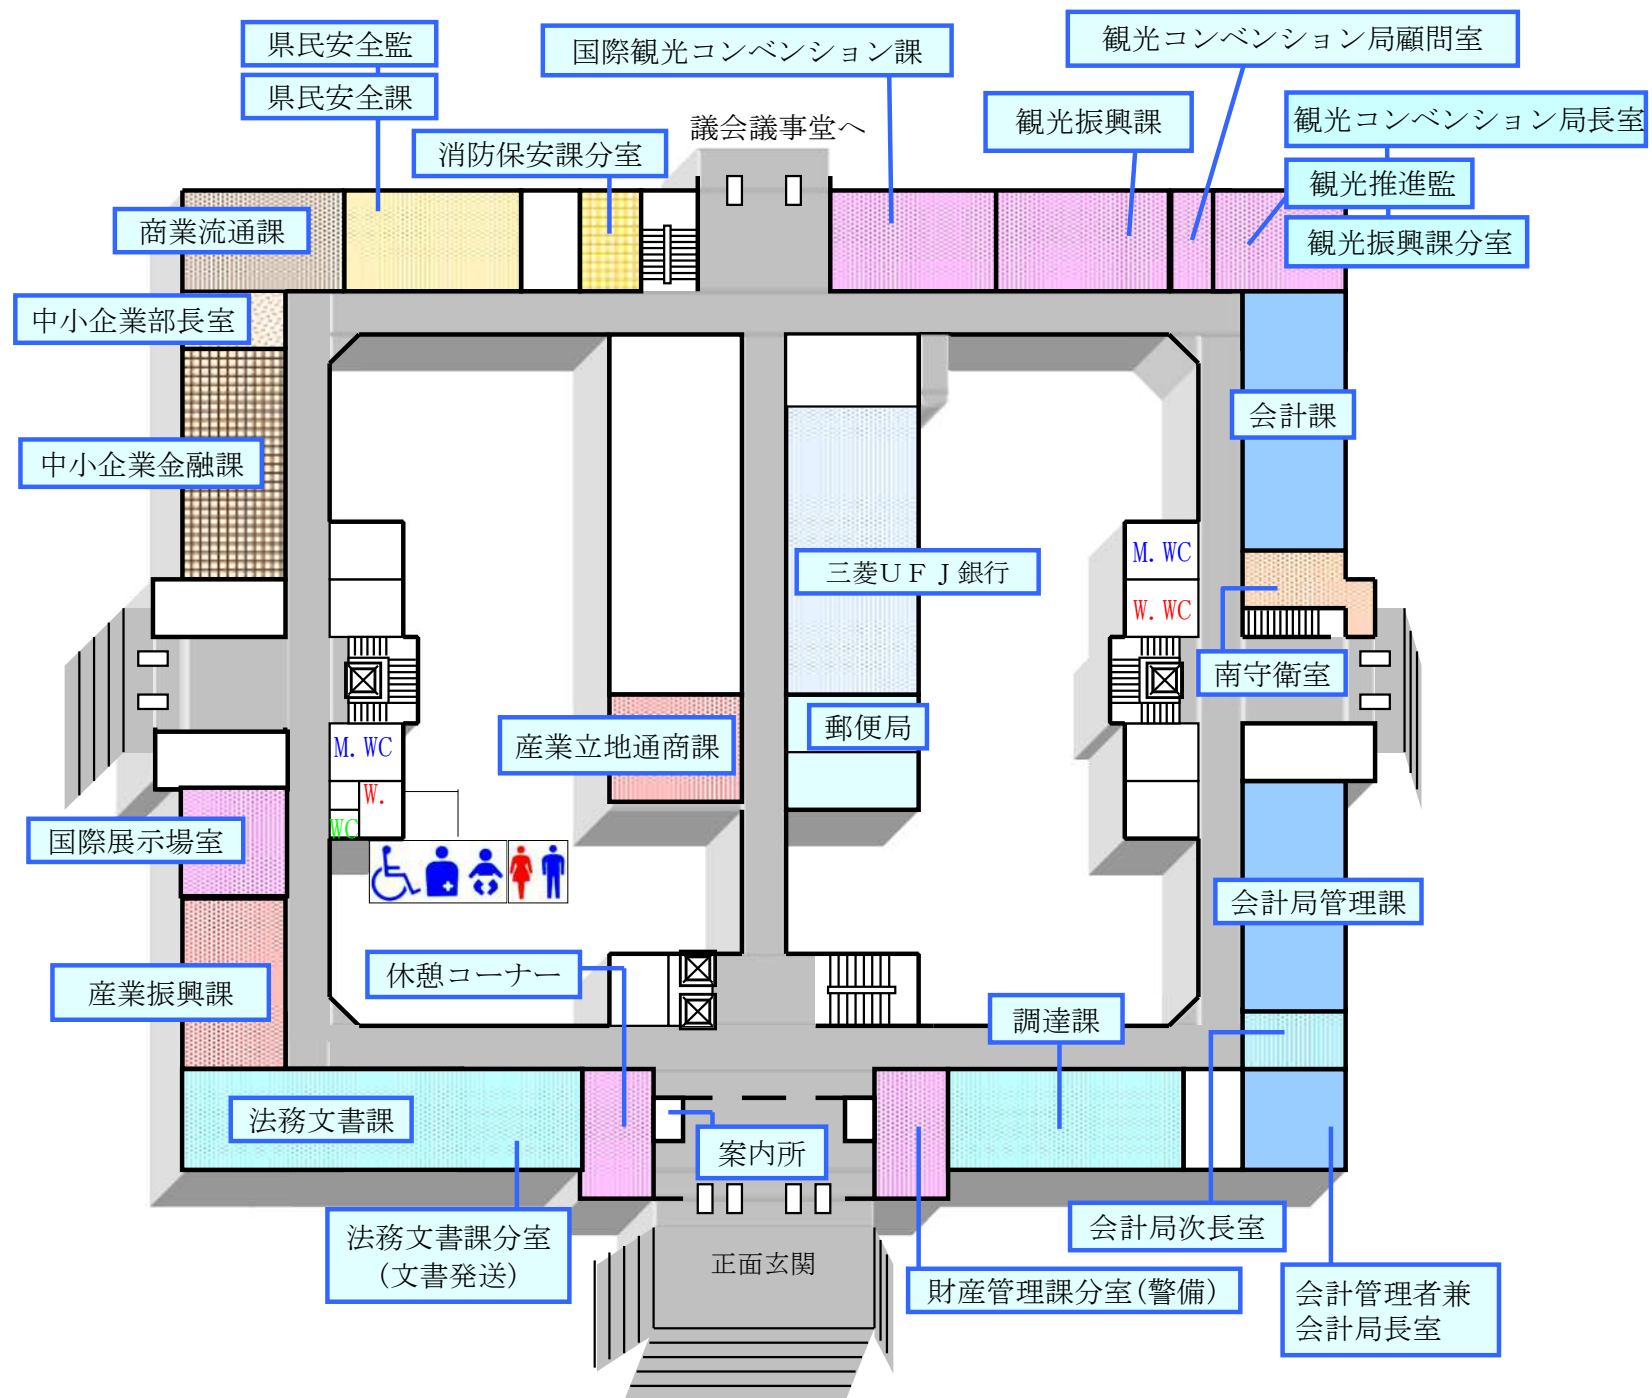 県民安全監
県民安全課
国際観光コンベンション課
観光コンベンション局顧問室
観光振興課
観光コンベンション局長室
議会議事堂へ
消防保安課分室
観光推進監
商業流通課
観光振興課分室
中小企業部長室
会計課
中小企業金融課
M. WC
三菱UFJ銀行
W. WC
南守衛室
郵便局
M. WC
産業立地通商課
W.
WC
国際展示場室
会計局管理課
休憩コーナー
産業振興課
調達課
法務文書課
案内所
会計局次長室
法務文書課分室
(文書発送)
正面玄関
財産管理課分室(警備)
会計管理者兼
会計局長室